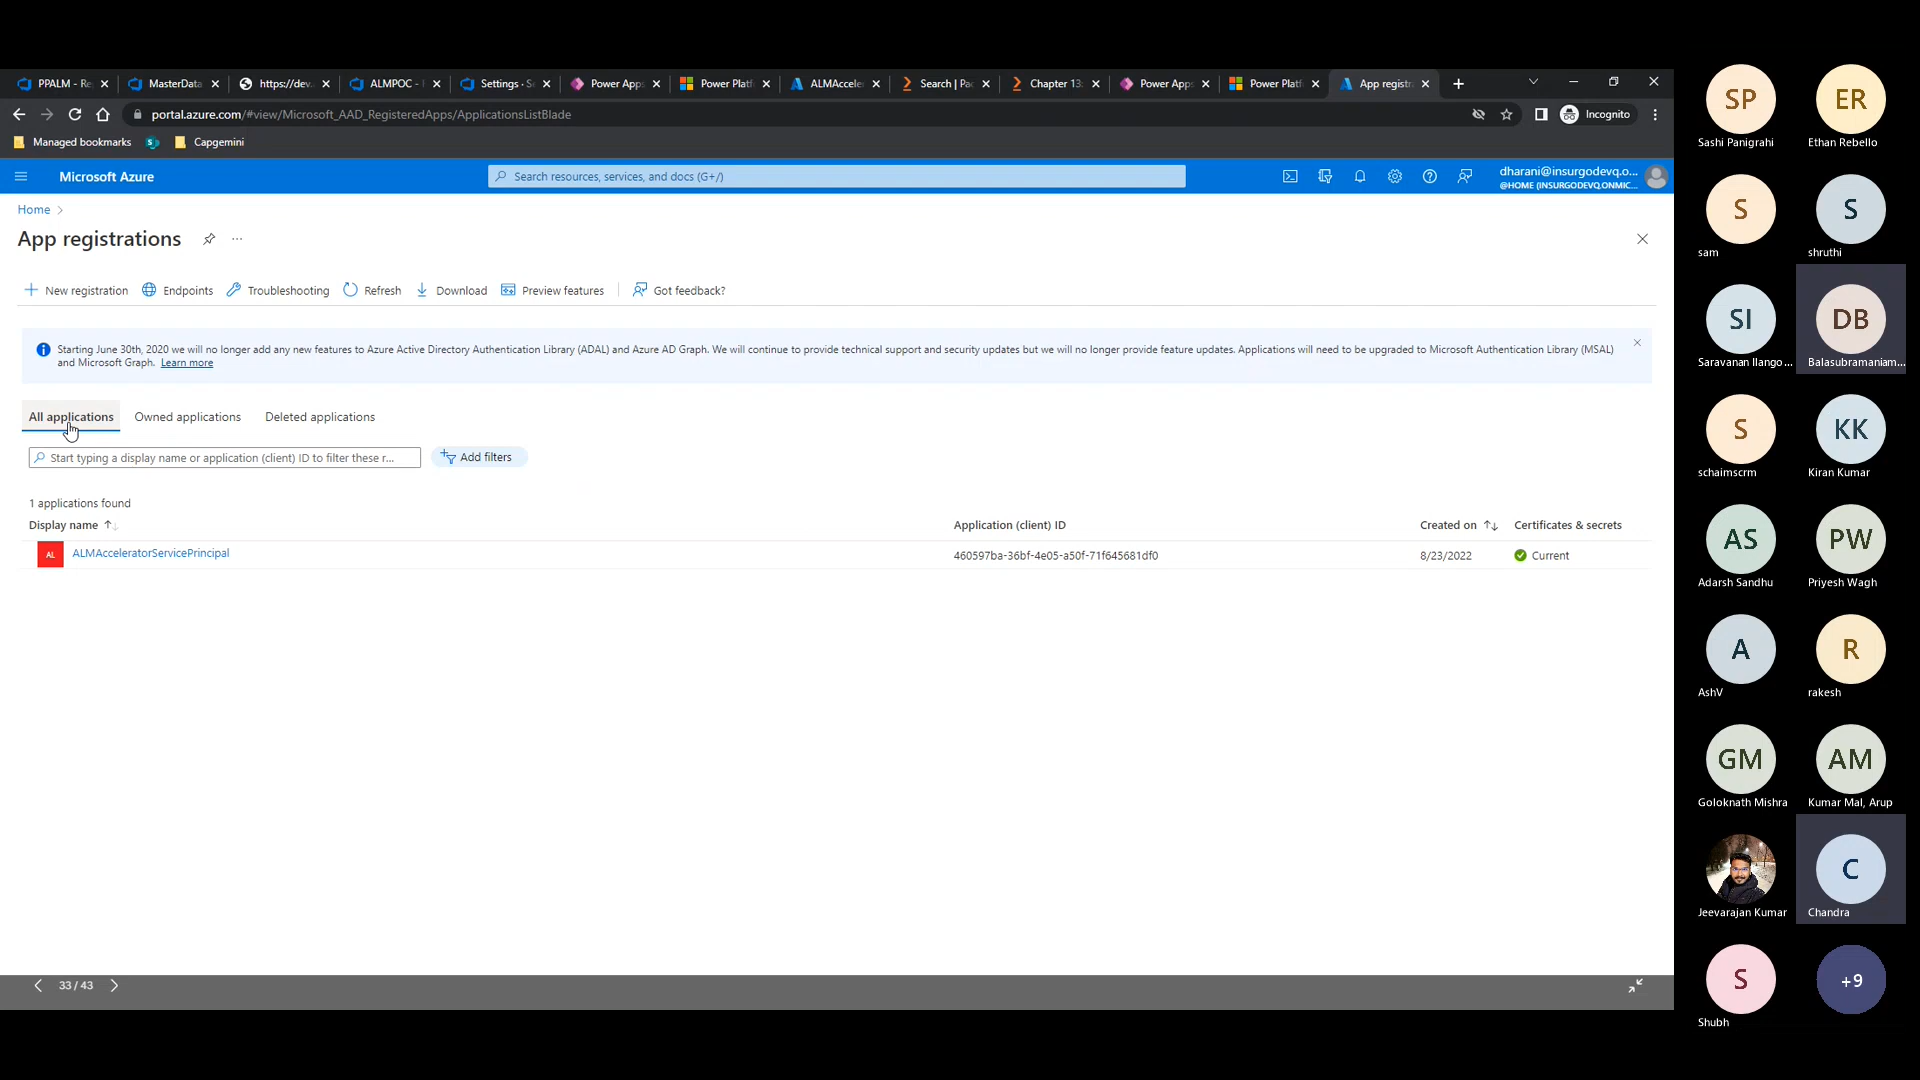 PPALM - Re
MasterData
https://dev.
ALMPOC -
Settings · S
Power Apps
Power Platf
ALMAcceler
Search | Pac
Chapter 13:
Power Apps
Power Platf
App registr
portal.azure.com/#view/Microsoft_AAD_RegisteredApps/ApplicationsListBlade
Incognito
Managed bookmarks
Capgemini
Microsoft Azure
Search resources, services, and docs (G+/)
dharani@insurgodevq.o...
@HOME (INSURGODEVQ.ONMIC...
Home >
App registrations
New registration
Endpoints
Troubleshooting
Refresh
Download
Preview features
Got feedback?
Starting June 30th, 2020 we will no longer add any new features to Azure Active Directory Authentication Library (ADAL) and Azure AD Graph. We will continue to provide technical support and security updates but we will no longer provide feature updates. Applications will need to be upgraded to Microsoft Authentication Library (MSAL)
and Microsoft Graph. Learn more
All applications
Owned applications
Deleted applications
Start typing a display name or application (client) ID to filter these r...
Add filters
1 applications found
Display name
Application (client) ID
Created on
Certificates & secrets
AL
ALMAcceleratorServicePrincipal
460597ba-36bf-4e05-a50f-71f645681df0
8/23/2022
Current
33 / 43
SP
Sashi Panigrahi
ER
Ethan Rebello
S
sam
S
shruthi
SI
Saravanan Ilango...
DB
Balasubramaniam...
S
schaimscrm
KK
Kiran Kumar
AS
Adarsh Sandhu
PW
Priyesh Wagh
A
AshV
R
rakesh
GM
Goloknath Mishra
AM
Kumar Mal, Arup
Jeevarajan Kumar
C
Chandra
S
Shubh
+9